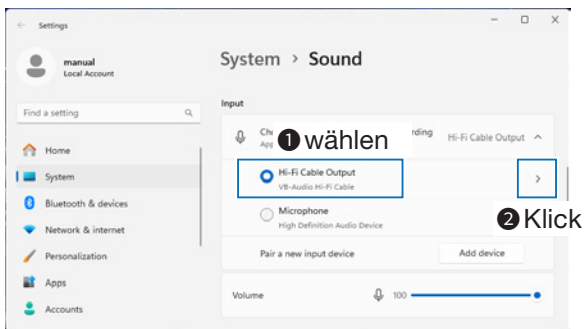 Settings
manual
Local Account
Find a setting
Home
System
Bluetooth & devices
Network & internet
Personalization
Apps
Accounts
System > Sound
Input
❶ wählen
Hi-Fi Cable Output
Hi-Fi Cable Output
VB-Audio Hi-Fi Cable
❷ Klick
Microphone
High Definition Audio Device
Pair a new input device
Add device
Volume
100